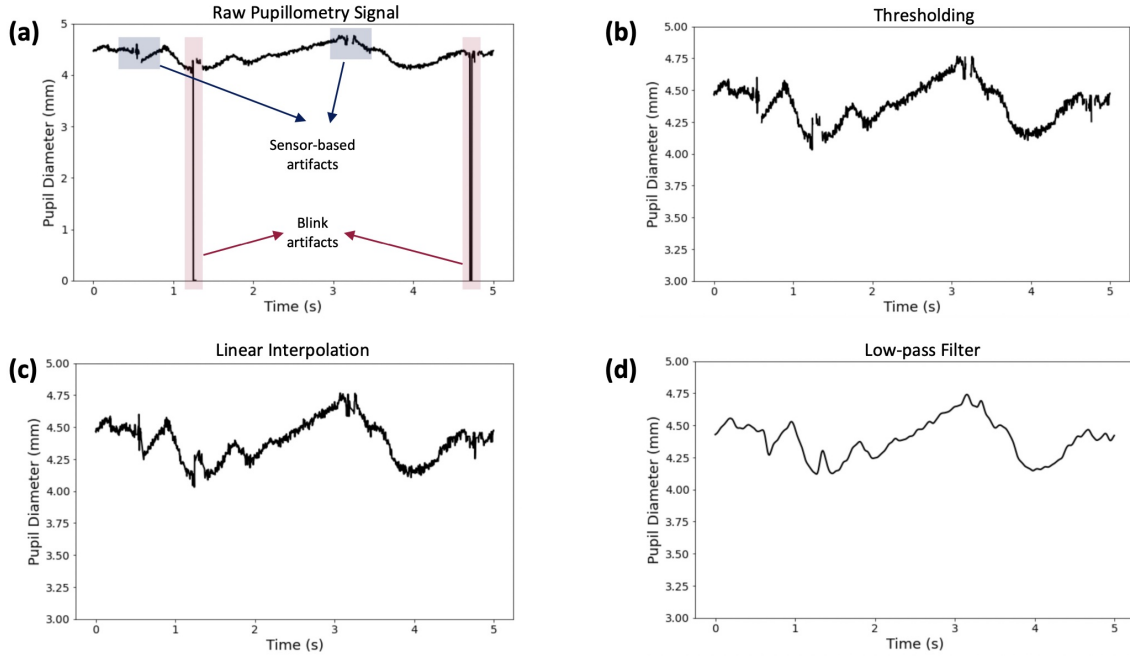 (a)
Raw Pupillometry Signal
5
4
3
2
1
0
Pupil Diameter (mm)
Sensor-based
artifacts
Blink
artifacts
0 1 2 3 4 5
Time (s)
(b)
Thresholding
5.00
4.75
4.50
4.25
4.00
3.75
3.50
3.25
3.00
Pupil Diameter (mm)
0 1 2 3 4 5
Time (s)
(c)
Linear Interpolation
5.00
4.75
4.50
4.25
4.00
3.75
3.50
3.25
3.00
Pupil Diameter (mm)
0 1 2 3 4 5
Time (s)
(d)
Low-pass Filter
5.00
4.75
4.50
4.25
4.00
3.75
3.50
3.25
3.00
Pupil Diameter (mm)
0 1 2 3 4 5
Time (s)